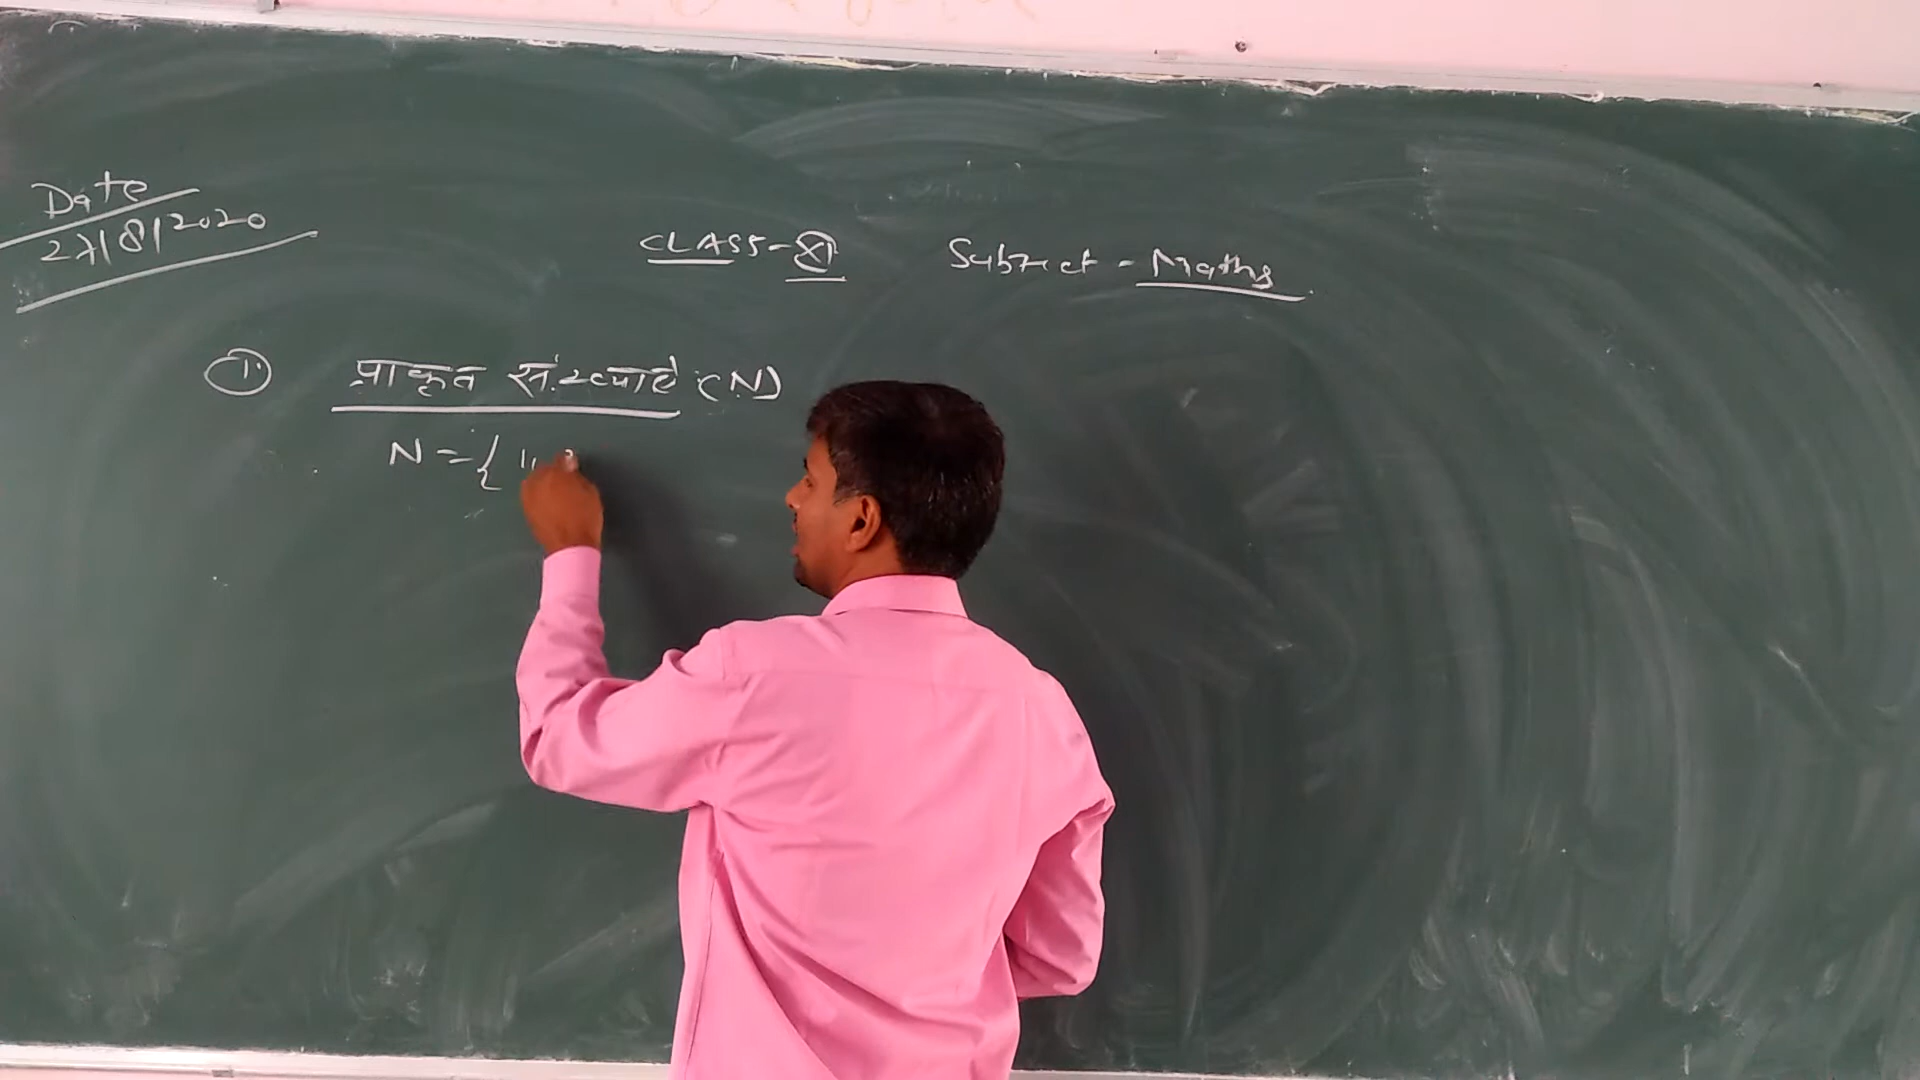 Date
27/8/2020
CLASS-XI Subject - Maths
① प्राकृत संख्याएं (N)
N = { 1,